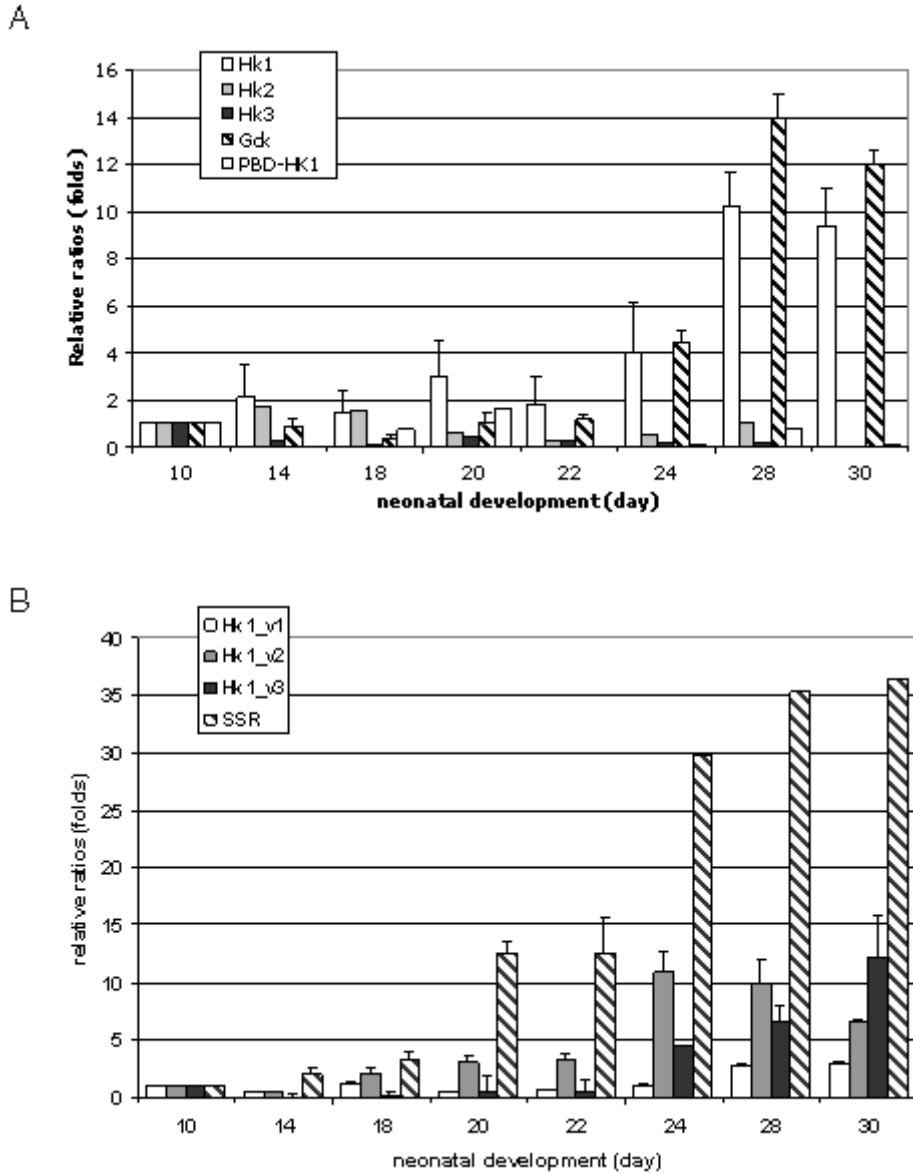 A
Hk1
Hk2
Hk3
Gck
PBD-HK1
Relative ratios (folds)
16
14
12
10
8
6
4
2
0
10 14 18 20 22 24 28 30
neonatal development (day)
B
Hk 1_v1
Hk 1_v2
Hk 1_v3
SSR
relative ratios (folds)
40
35
30
25
20
15
10
5
0
10 14 18 20 22 24 28 30
neonatal development (day)